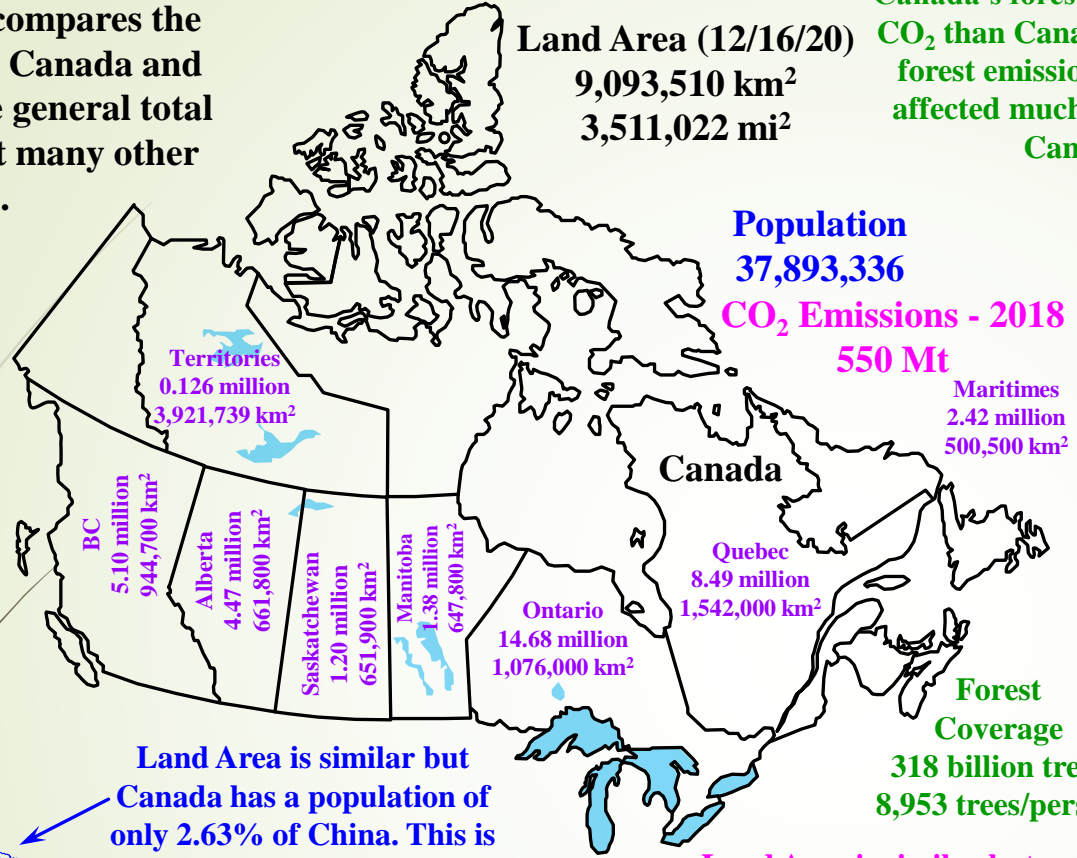 compares the
Canada and
general total
many other
.
Land Area (12/16/20)
9,093,510 km²
3,511,022 mi²
Canada's forest
CO₂ than Cana
forest emissio
affected much
Can
Population
37,893,336
CO₂ Emissions - 2018
550 Mt
Territories
0.126 million
3,921,739 km²
Maritimes
2.42 million
500,500 km²
Canada
BC
5.10 million
944,700 km²
Alberta
4.47 million
661,800 km²
Saskatchewan
1.20 million
651,900 km²
Manitoba
1.38 million
647,800 km²
Ontario
14.68 million
1,076,000 km²
Quebec
8.49 million
1,542,000 km²
Forest
Coverage
318 billion tre
8,953 trees/pers
Land Area is similar but
Canada has a population of
only 2.63% of China. This is